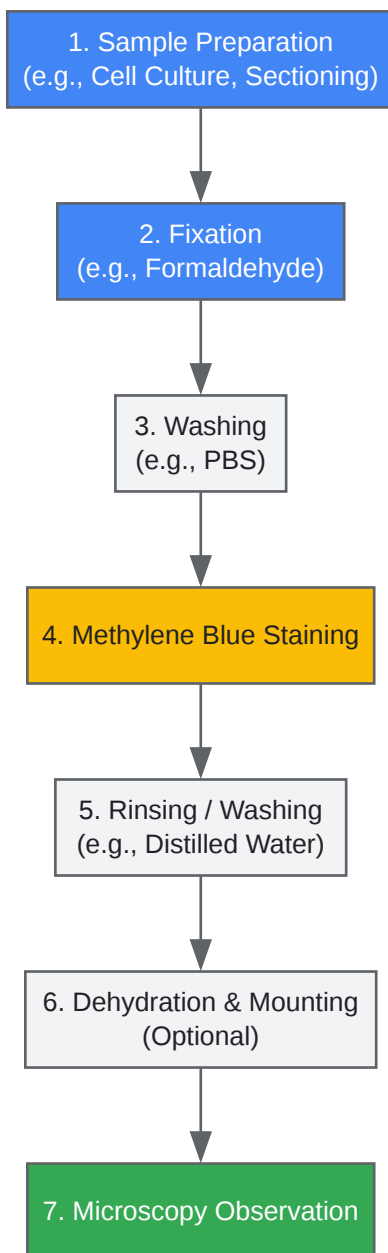 1. Sample Preparation
(e.g., Cell Culture, Sectioning)
2. Fixation
(e.g., Formaldehyde)
3. Washing
(e.g., PBS)
4. Methylene Blue Staining
5. Rinsing / Washing
(e.g., Distilled Water)
6. Dehydration & Mounting
(Optional)
7. Microscopy Observation